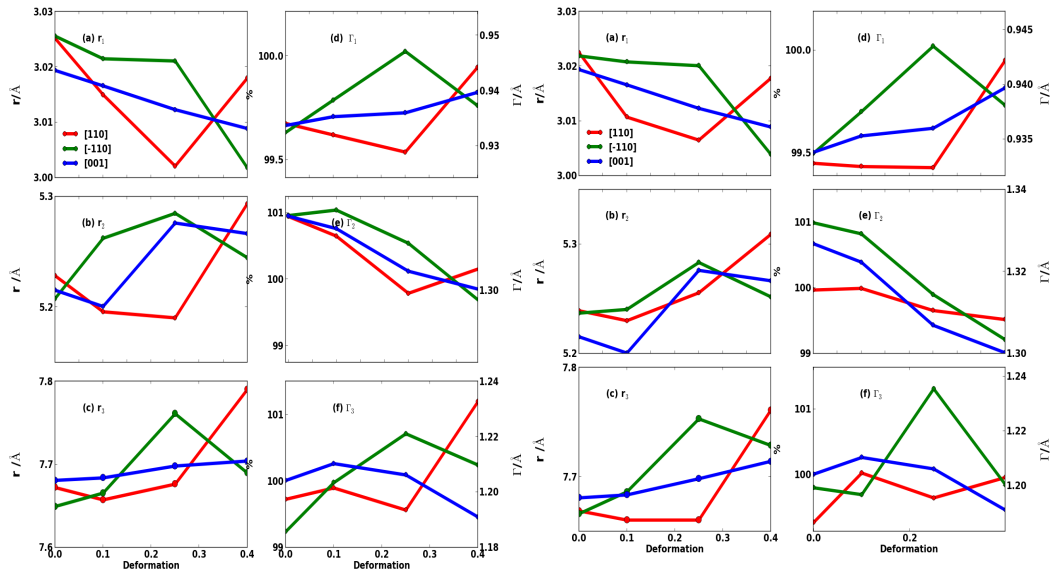 3.03
3.02
3.01
3.00
r/Å
(a) r₁
[110]
[-110]
[001]
100.0
99.5
%
(d) Γ₁
0.95
0.94
0.93
Γ/Å
5.3
5.2
r /Å
(b) r₂
101
100
99
%
(e) Γ₂
1.30
Γ/Å
7.8
7.7
7.6
r /Å
(c) r₃
0.0 0.1 0.2 0.3 0.4
Deformation
101
100
99
%
(f) Γ₃
1.24
1.22
1.20
1.18
Γ/Å
0.0 0.1 0.2 0.3 0.4
Deformation
3.03
3.02
3.01
3.00
r/Å
(a) r₁
[110]
[-110]
[001]
100.0
99.5
%
(d) Γ₁
0.945
0.940
0.935
Γ/Å
5.3
5.2
r /Å
(b) r₂
101
100
99
%
(e) Γ₂
1.34
1.32
1.30
Γ/Å
7.8
7.7
r /Å
(c) r₃
0.0 0.1 0.2 0.3 0.4
Deformation
101
100
%
(f) Γ₃
1.24
1.22
1.20
Γ/Å
0.0 0.2
Deformation